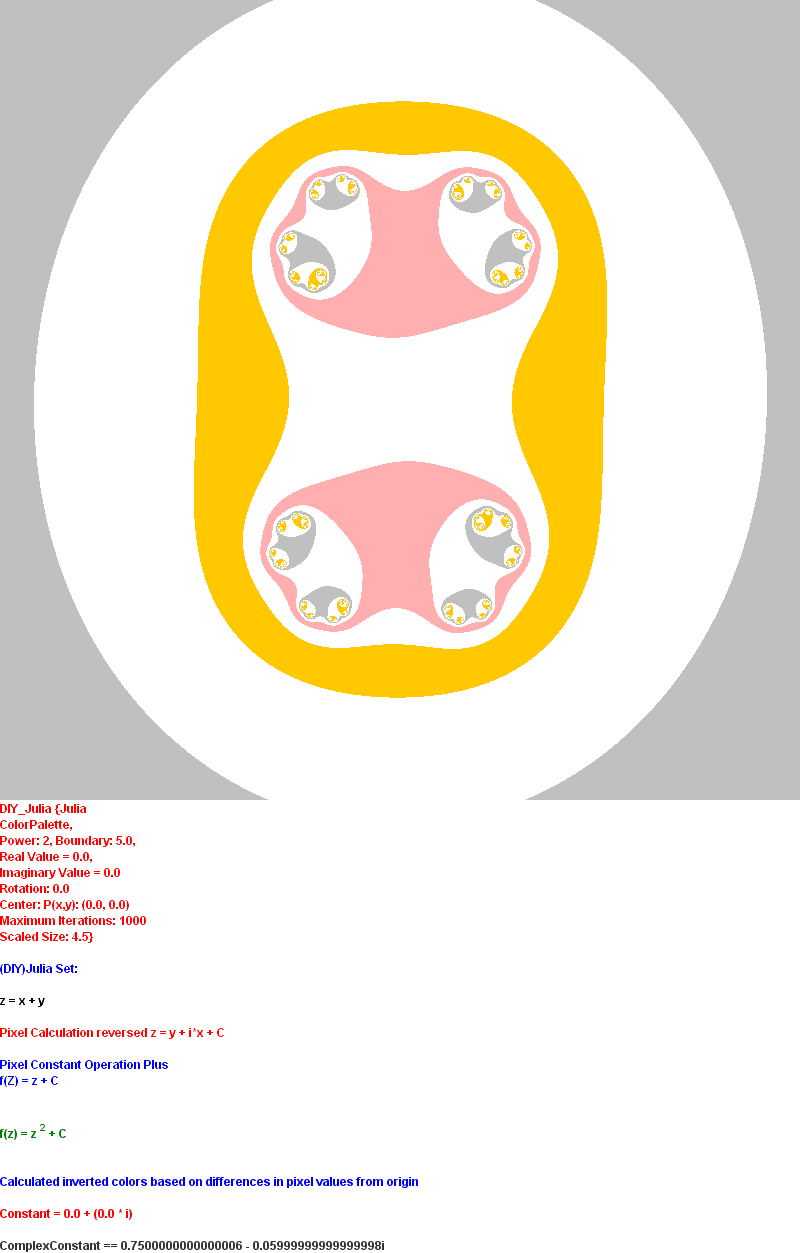 DIY_Julia {Julia
ColorPalette,
Power: 2, Boundary: 5.0,
Real Value = 0.0,
Imaginary Value = 0.0
Rotation: 0.0
Center: P(x,y): (0.0, 0.0)
Maximum Iterations: 1000
Scaled Size: 4.5}
(DIY)Julia Set:
z = x + y
Pixel Calculation reversed z = y + i*x + C
Pixel Constant Operation Plus
f(Z) = z + C
f(z) = z 2 + C
Calculated inverted colors based on differences in pixel values from origin
Constant = 0.0 + (0.0 * i)
ComplexConstant == 0.7500000000000006 - 0.05999999999999998i